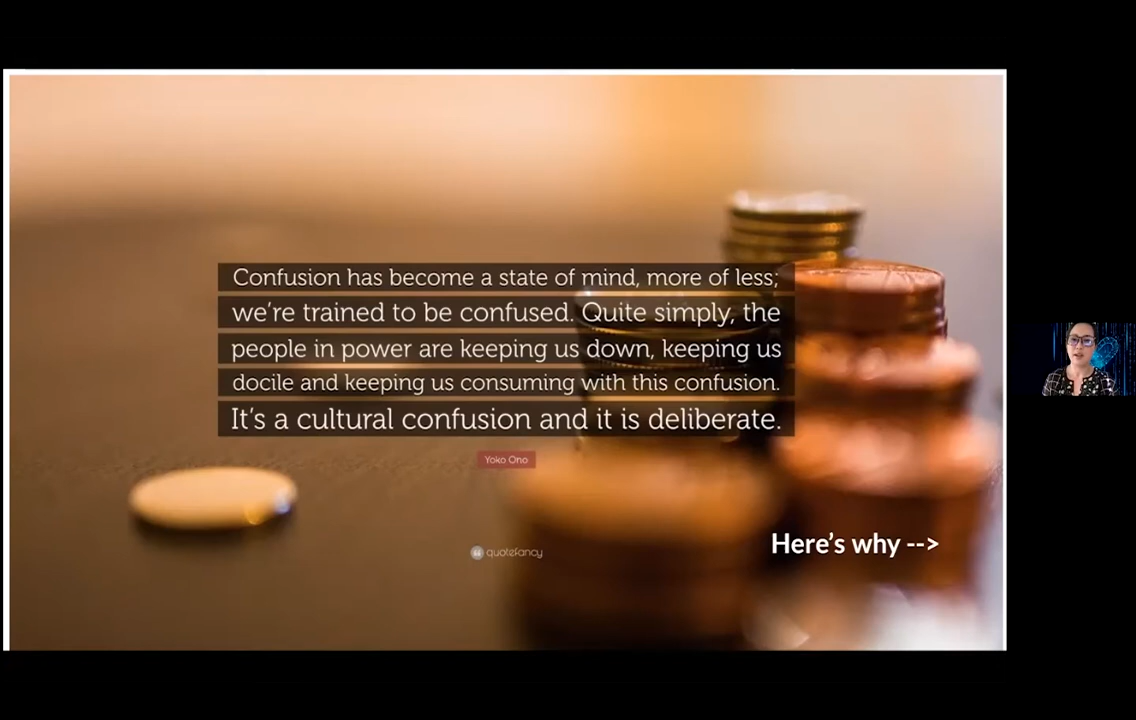 Confusion has become a state of mind, more of less;
we're trained to be confused. Quite simply, the
people in power are keeping us down, keeping us
docile and keeping us consuming with this confusion.
It's a cultural confusion and it is deliberate.
Yoko Ono
quotefancy
Here's why -->